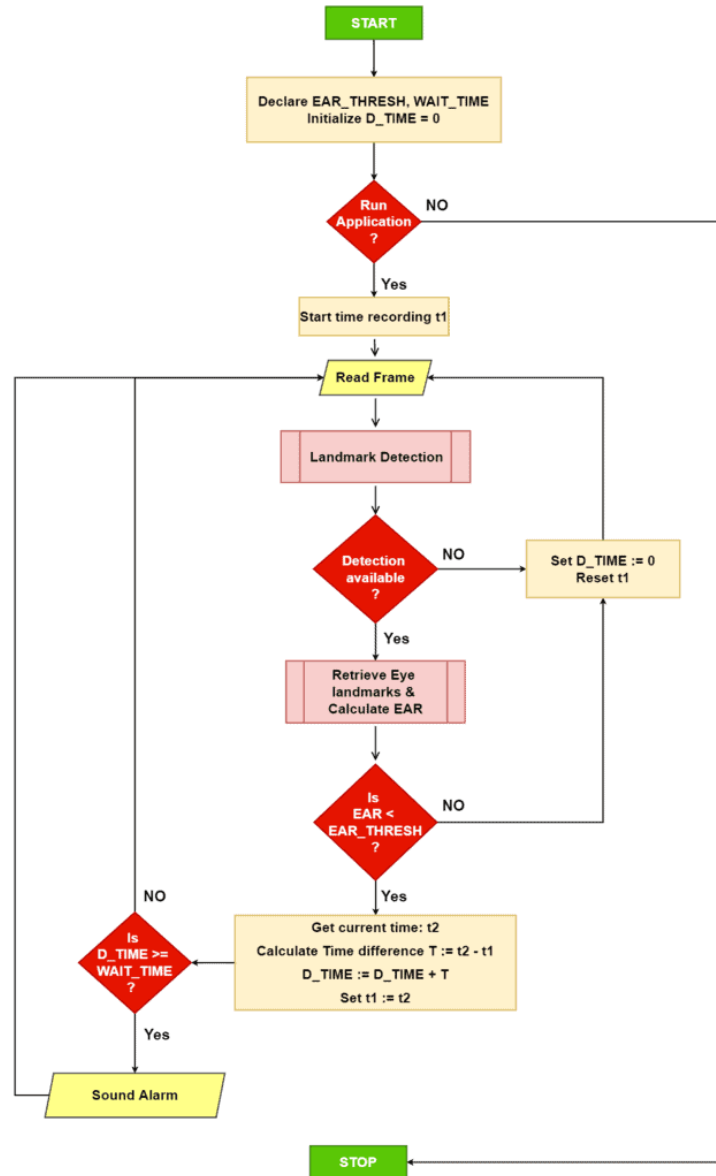 START
Declare EAR_THRESH, WAIT_TIME
Initialize D_TIME = 0
Run
Application
?
NO
Yes
Start time recording t1
Read Frame
Landmark Detection
Detection
available
?
NO
Set D_TIME := 0
Reset t1
Yes
Retrieve Eye
landmarks &
Calculate EAR
Is
EAR <
EAR_THRESH
?
NO
Yes
Get current time: t2
Calculate Time difference T := t2 - t1
D_TIME := D_TIME + T
Set t1 := t2
NO
Is
D_TIME >=
WAIT_TIME
?
Yes
Sound Alarm
STOP